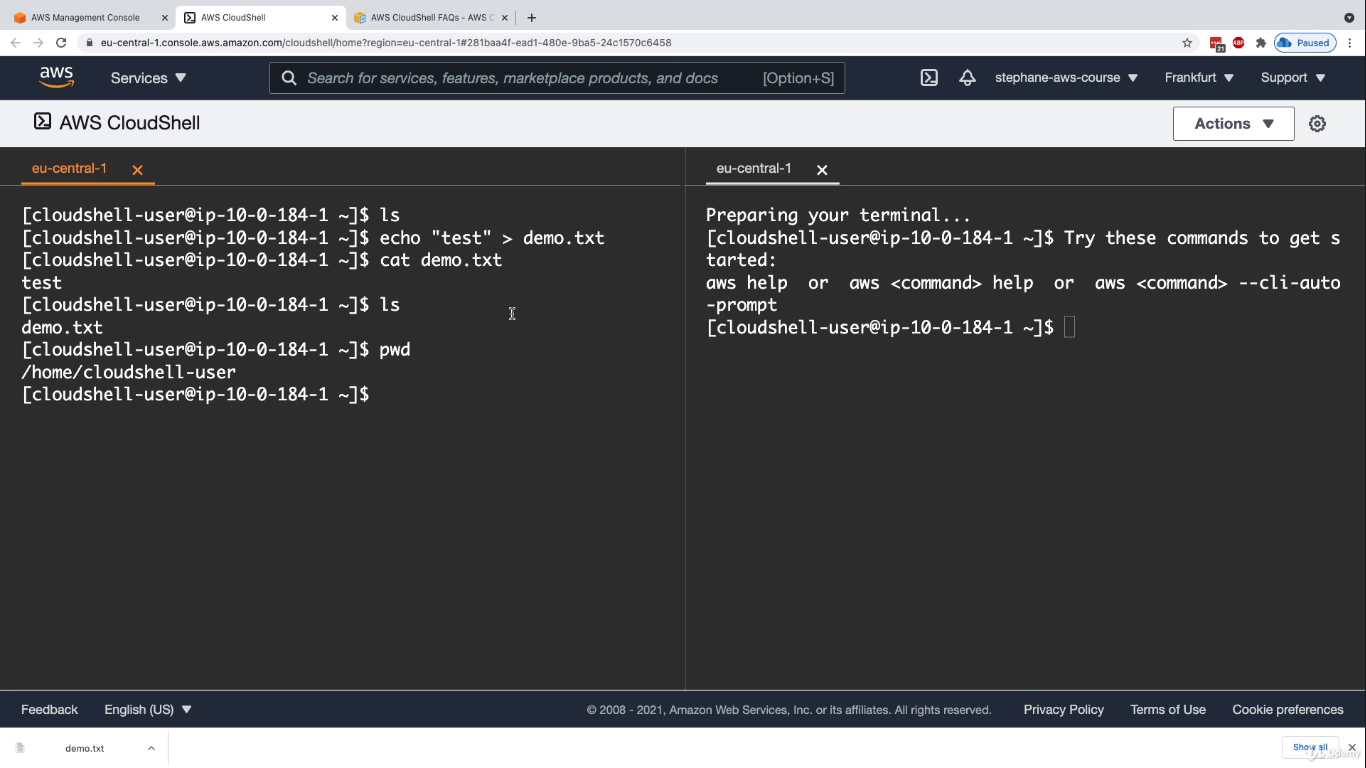 AWS Management Console
AWS CloudShell
AWS CloudShell FAQs - AWS C
eu-central-1.console.aws.amazon.com/cloudshell/home?region=eu-central-1#281baa4f-ead1-480e-9ba5-24c1570c6458
21
ABP
Paused
aws
Services
Search for services, features, marketplace products, and docs
[Option+S]
stephane-aws-course
Frankfurt
Support
AWS CloudShell
Actions
eu-central-1
[cloudshell-user@ip-10-0-184-1 ~]$ ls
[cloudshell-user@ip-10-0-184-1 ~]$ echo "test" > demo.txt
[cloudshell-user@ip-10-0-184-1 ~]$ cat demo.txt
test
[cloudshell-user@ip-10-0-184-1 ~]$ ls
demo.txt
[cloudshell-user@ip-10-0-184-1 ~]$ pwd
/home/cloudshell-user
[cloudshell-user@ip-10-0-184-1 ~]$
eu-central-1
Preparing your terminal...
[cloudshell-user@ip-10-0-184-1 ~]$ Try these commands to get s
tarted:
aws help  or  aws <command> help  or  aws <command> --cli-auto
-prompt
[cloudshell-user@ip-10-0-184-1 ~]$
Feedback
English (US)
© 2008 - 2021, Amazon Web Services, Inc. or its affiliates. All rights reserved.
Privacy Policy
Terms of Use
Cookie preferences
demo.txt
Show all
Udemy